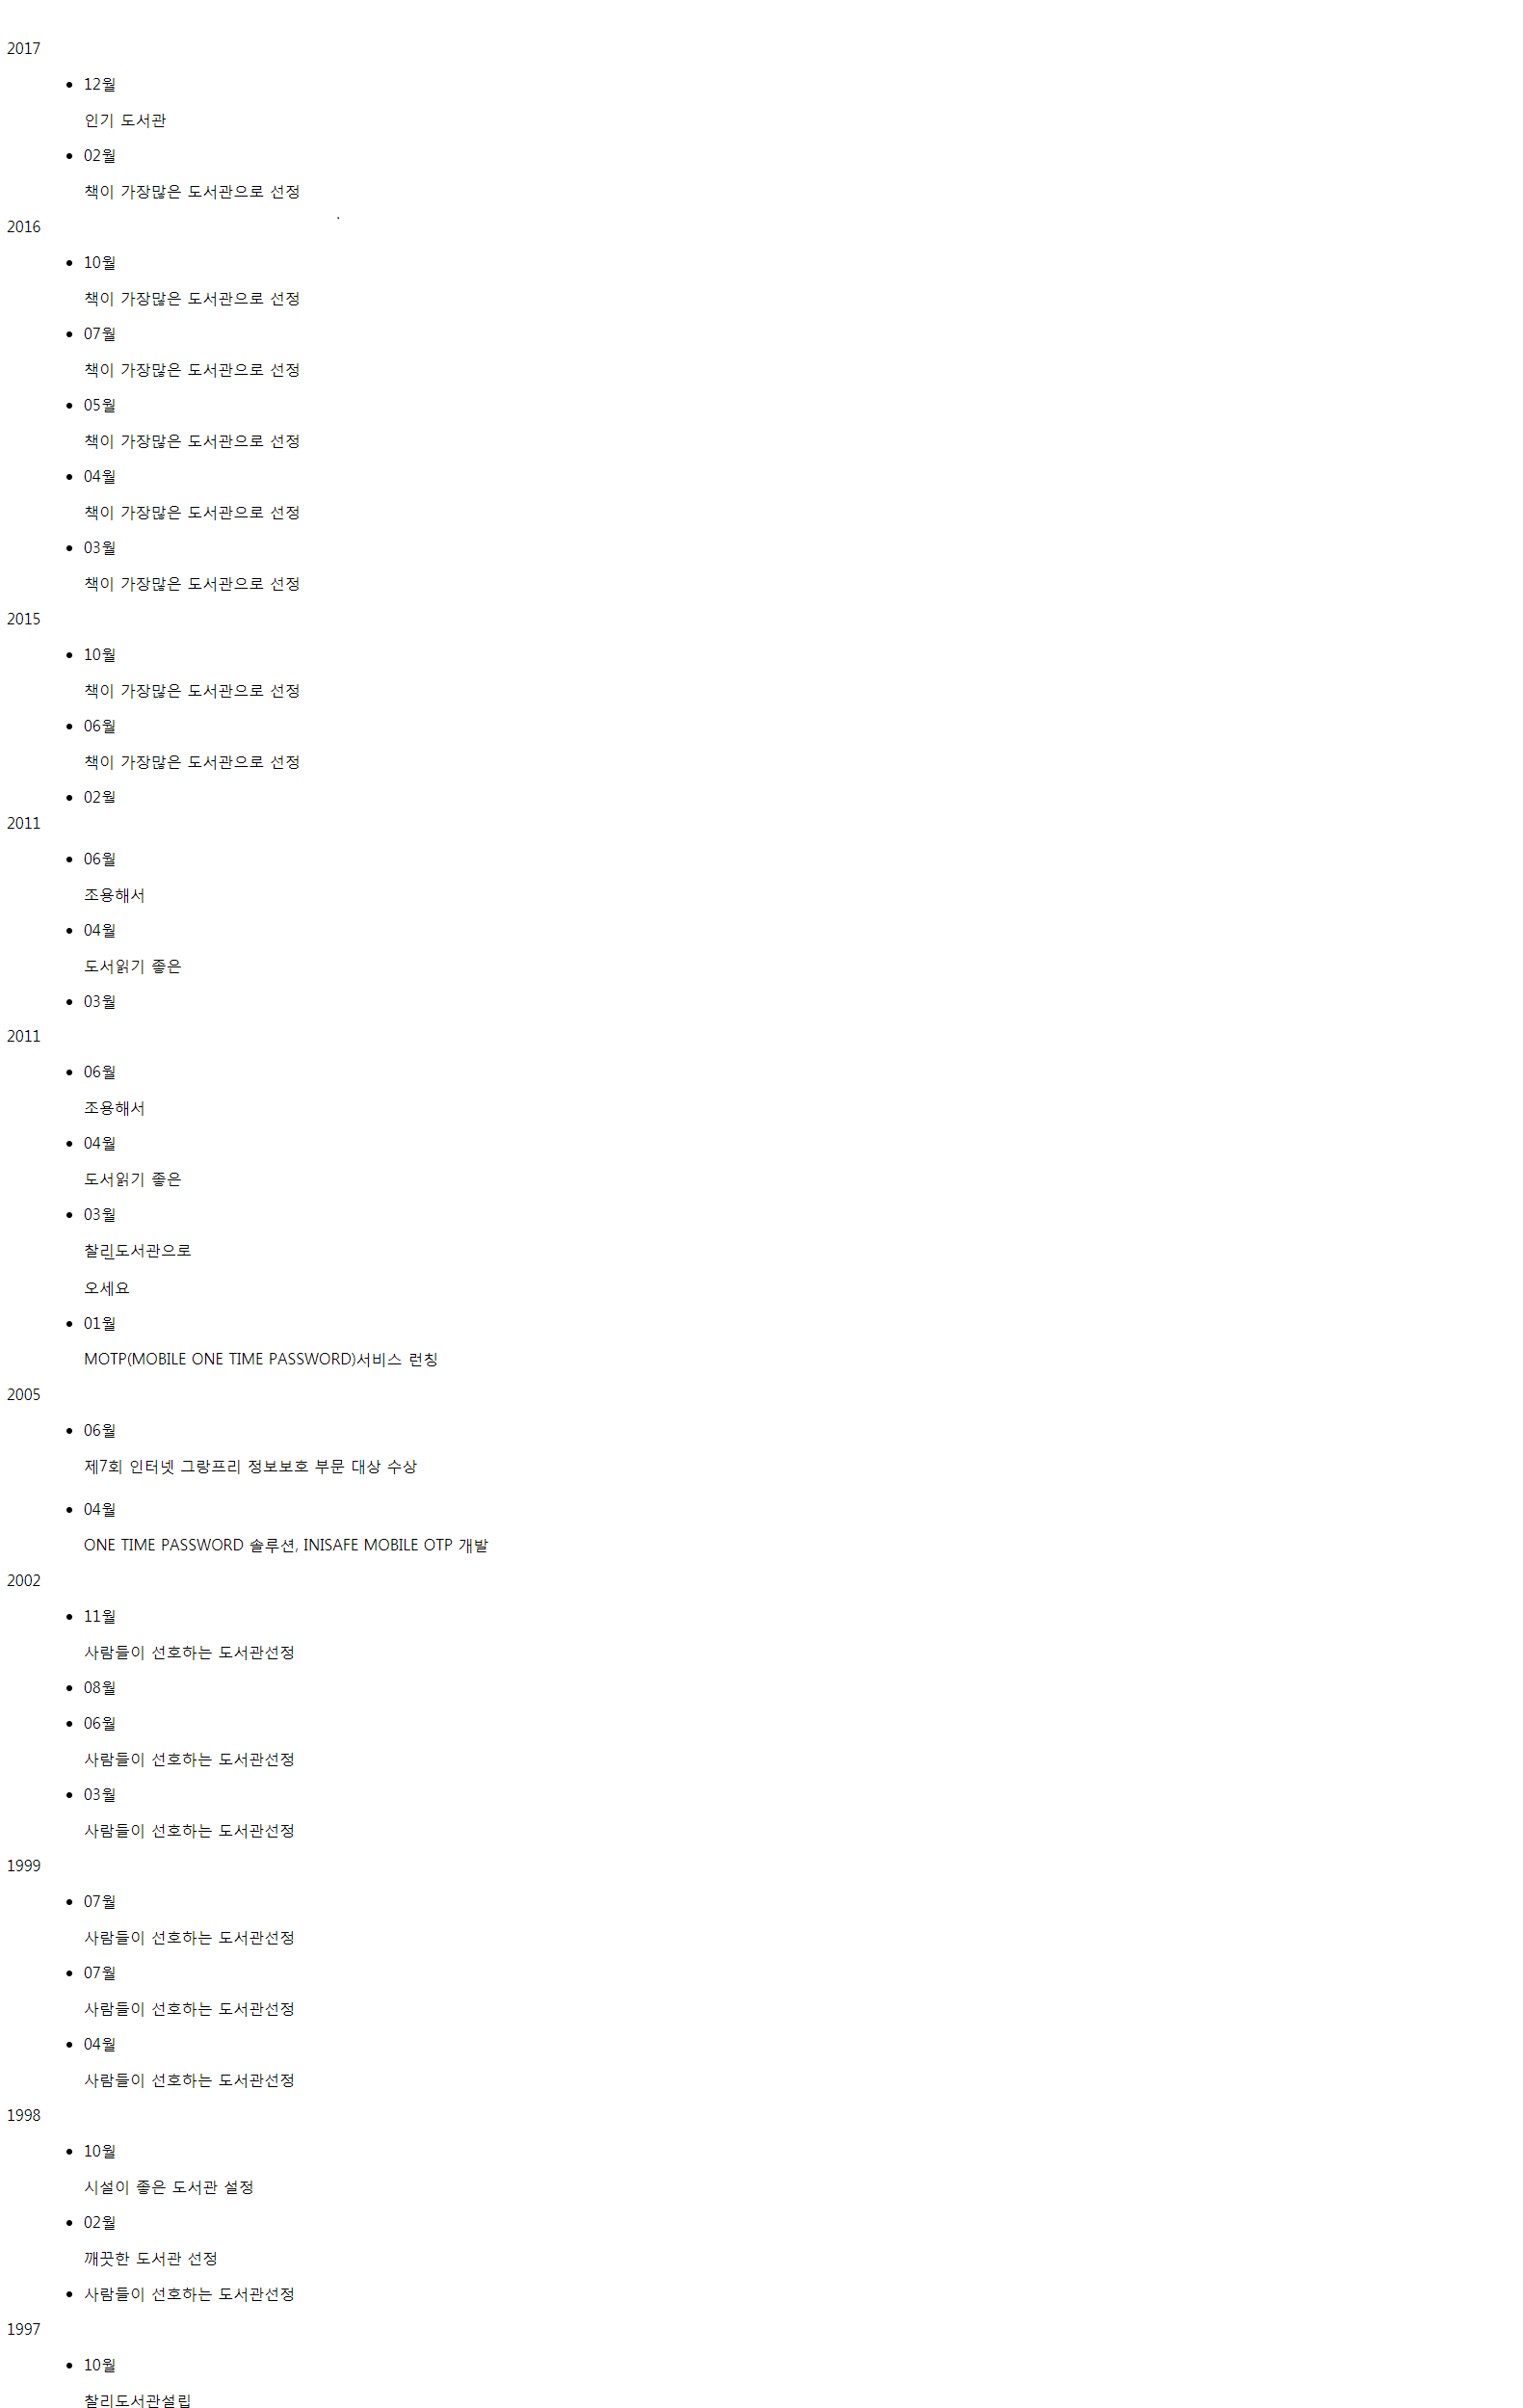 2017
12월
인기 도서관
02월
책이 가장많은 도서관으로 선정
.
2016
10월
책이 가장많은 도서관으로 선정
07월
책이 가장많은 도서관으로 선정
05월
책이 가장많은 도서관으로 선정
04월
책이 가장많은 도서관으로 선정
03월
책이 가장많은 도서관으로 선정
2015
10월
책이 가장많은 도서관으로 선정
06월
책이 가장많은 도서관으로 선정
02월
2011
06월
조용해서
04월
도서읽기 좋은
03월
2011
06월
조용해서
04월
도서읽기 좋은
03월
찰리도서관으로
오세요
01월
MOTP(MOBILE ONE TIME PASSWORD)서비스 런칭
2005
06월
제7회 인터넷 그랑프리 정보보호 부문 대상 수상
04월
ONE TIME PASSWORD 솔루션, INISAFE MOBILE OTP 개발
2002
11월
사람들이 선호하는 도서관선정
08월
06월
사람들이 선호하는 도서관선정
03월
사람들이 선호하는 도서관선정
1999
07월
사람들이 선호하는 도서관선정
07월
사람들이 선호하는 도서관선정
04월
사람들이 선호하는 도서관선정
1998
10월
시설이 좋은 도서관 설정
02월
깨끗한 도서관 선정
사람들이 선호하는 도서관선정
1997
10월
찰리도서관설립